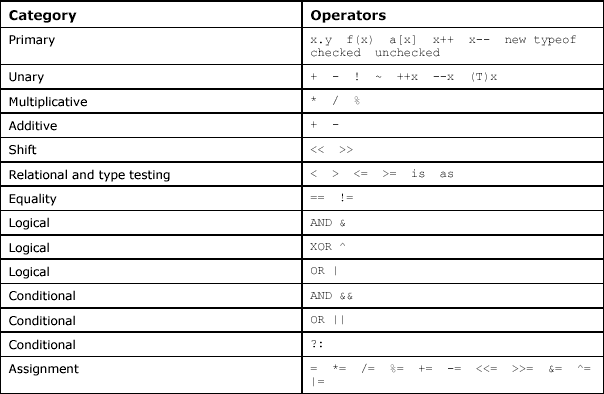 Category Operators
Primary x.y f(x) a[x] x++ x-- new typeof
checked unchecked
Unary + - ! ~ ++x --x (T)x
Multiplicative * / %
Additive + -
Shift << >>
Relational and type testing < > <= >= is as
Equality == !=
Logical AND &
Logical XOR ^
Logical OR |
Conditional AND &&
Conditional OR ||
Conditional ?:
Assignment = *= /= %= += -= <<= >>= &= ^=
|=